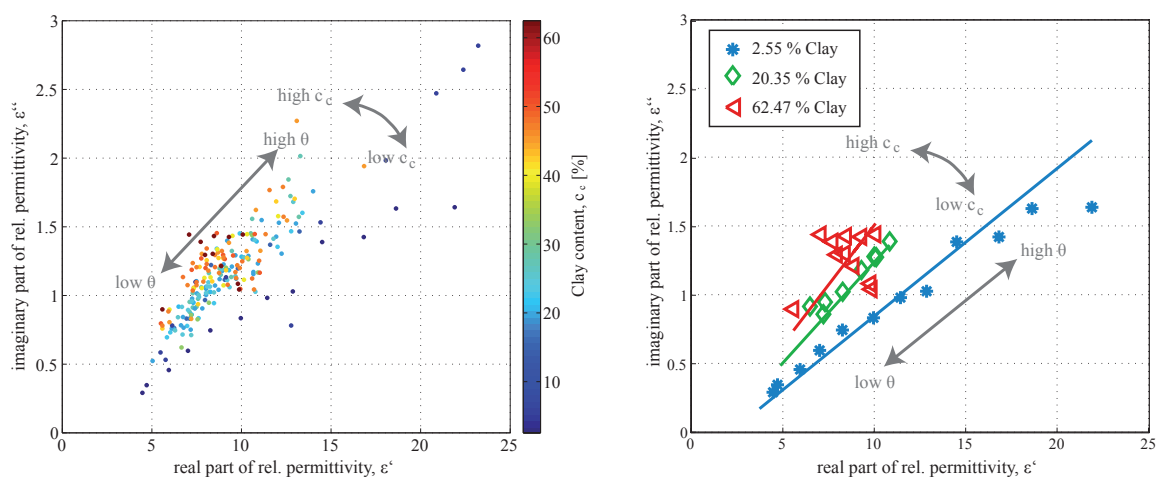 3
2.5
2
1.5
1
0.5
0
0
5
10
15
20
25
imaginary part of rel. permittivity, ε“
real part of rel. permittivity, ε‘
high c_c
low c_c
high θ
low θ
60
50
40
30
20
10
Clay content, c_c [%]
3
2.5
2
1.5
1
0.5
0
0
5
10
15
20
25
imaginary part of rel. permittivity, ε“
real part of rel. permittivity, ε‘
2.55 % Clay
20.35 % Clay
62.47 % Clay
high c_c
low c_c
high θ
low θ